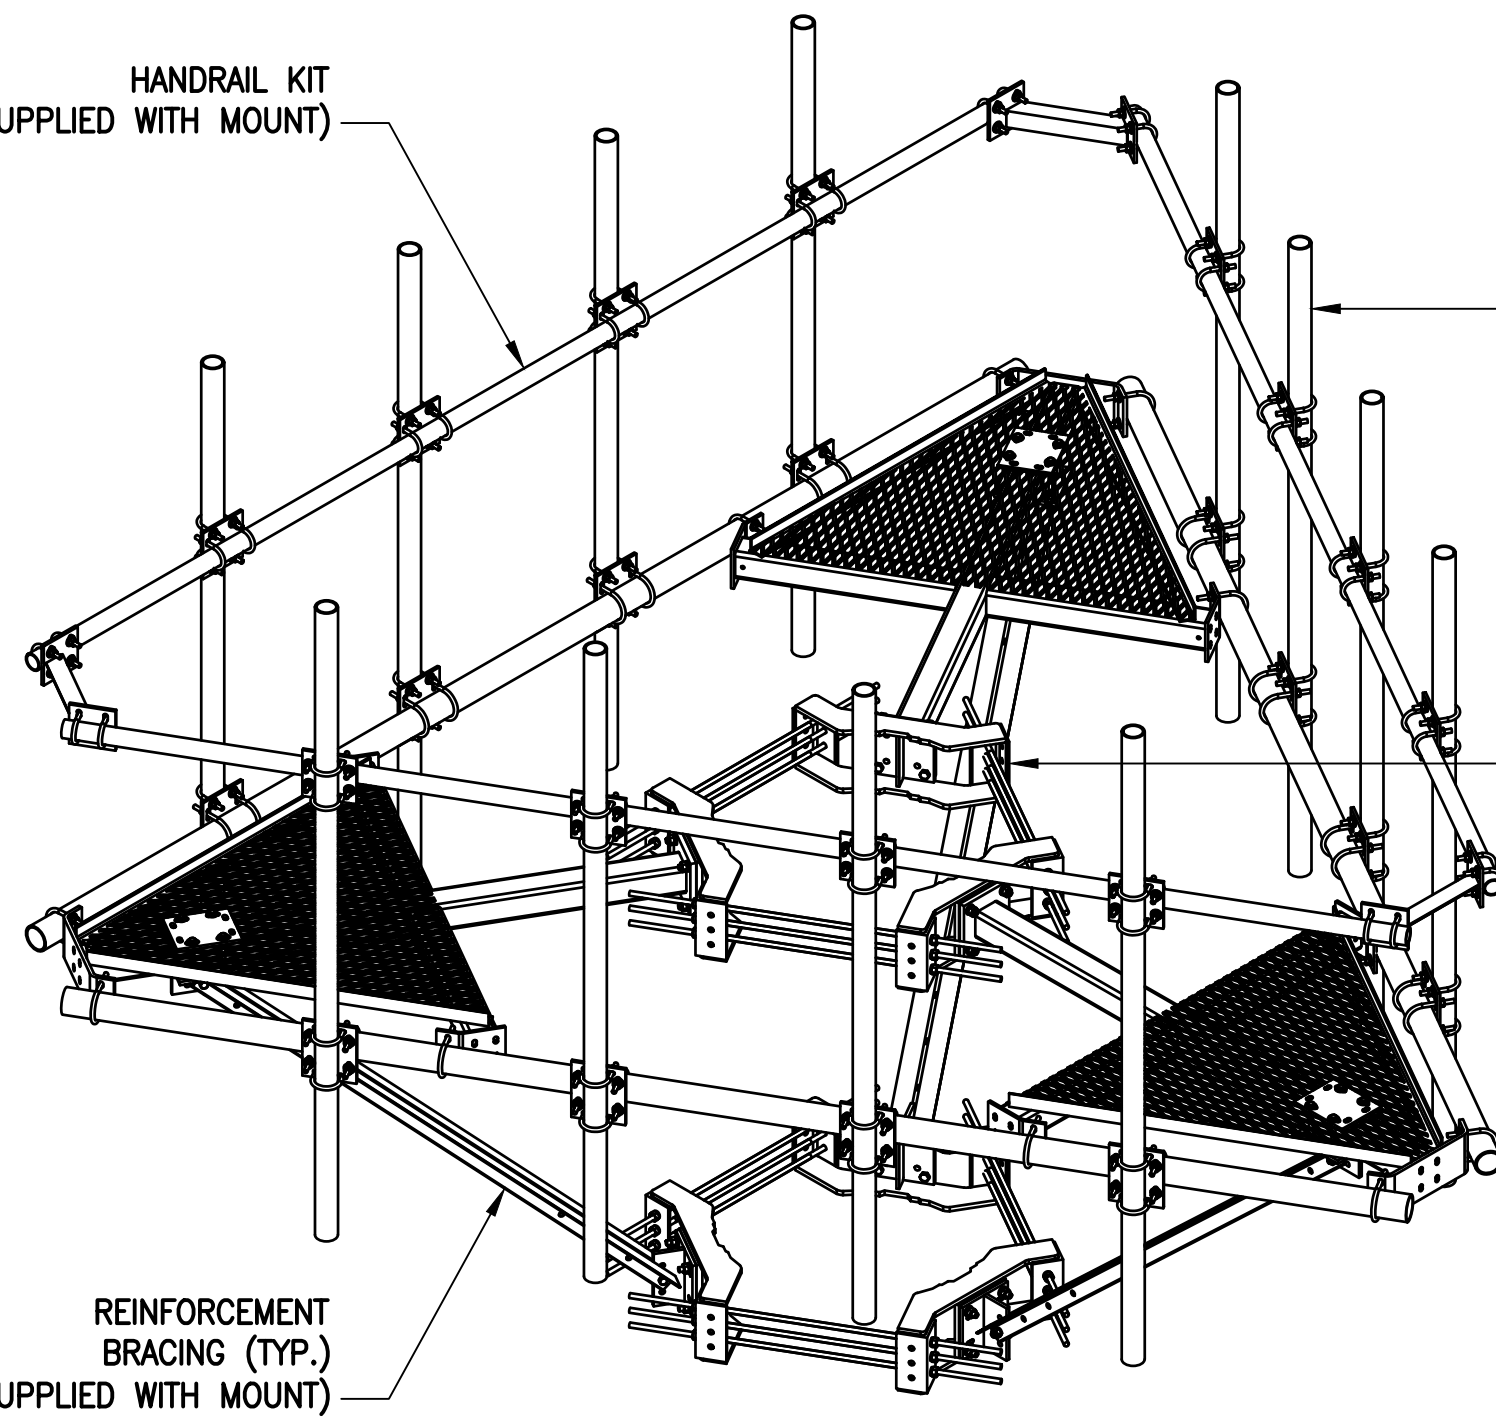 HANDRAIL KIT
UPPLIED WITH MOUNT)
REINFORCEMENT
BRACING (TYP.)
UPPLIED WITH MOUNT)